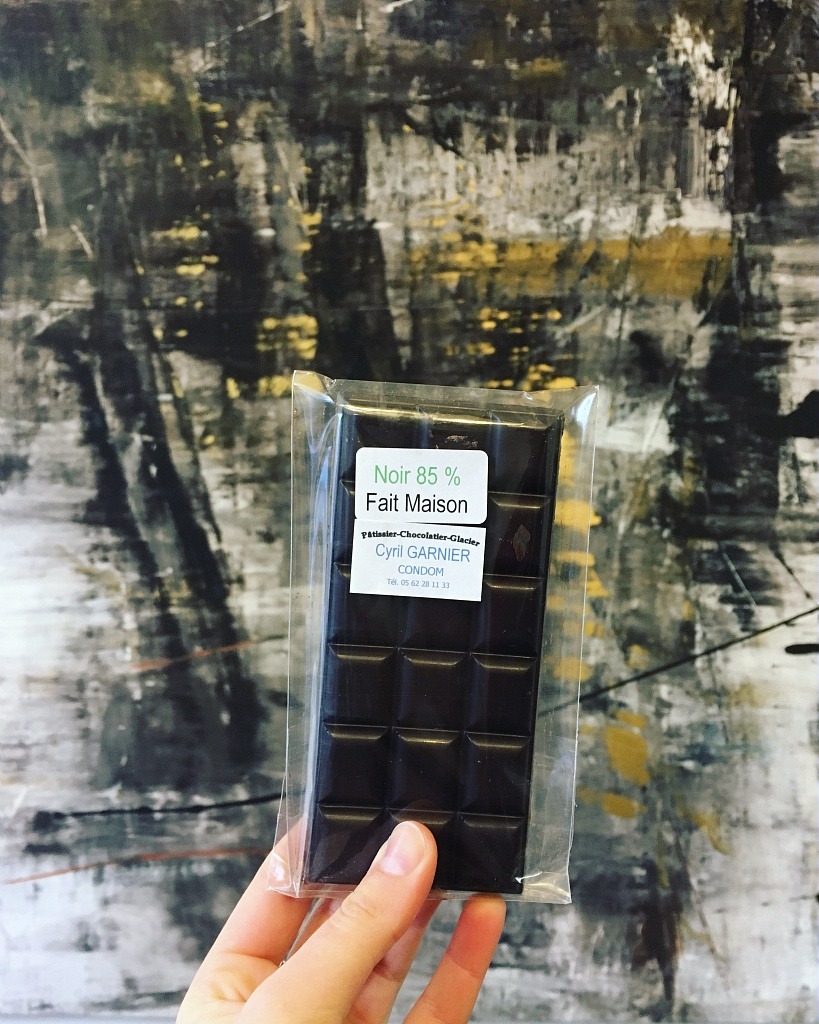 Noir 85 %
Fait Maison
Pâtissier-Chocolatier-Glacier
Cyril GARNIER
CONDOM
Tél. 05 62 28 11 33